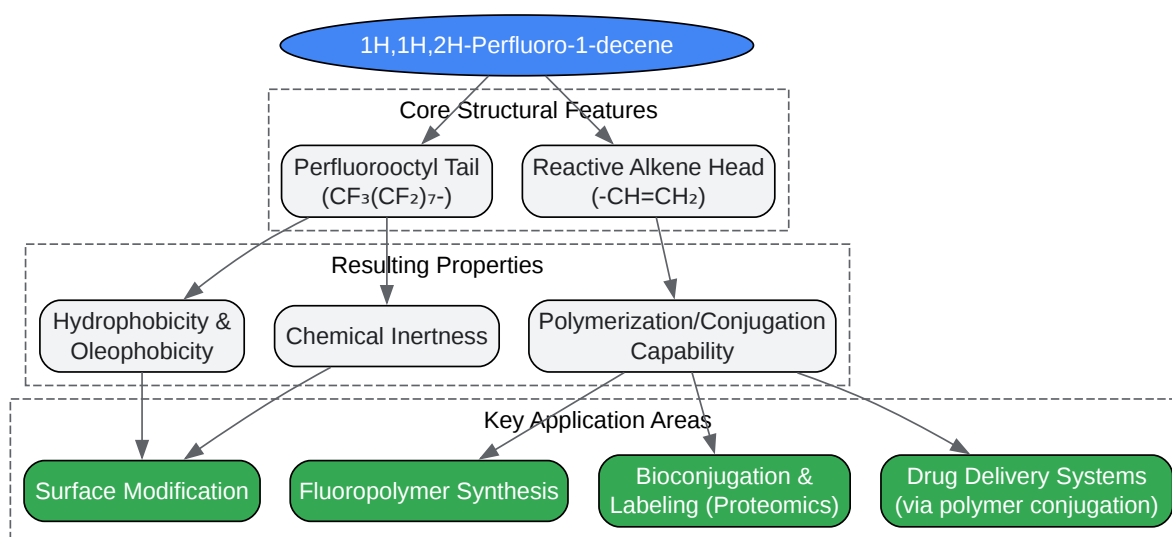 1H,1H,2H-Perfluoro-1-decene
Core Structural Features
Perfluorooctyl Tail
(CF₃(CF₂)₇-)
Reactive Alkene Head
(-CH=CH₂)
Resulting Properties
Hydrophobicity &
Oleophobicity
Chemical Inertness
Polymerization/Conjugation
Capability
Key Application Areas
Surface Modification
Fluoropolymer Synthesis
Bioconjugation &
Labeling (Proteomics)
Drug Delivery Systems
(via polymer conjugation)